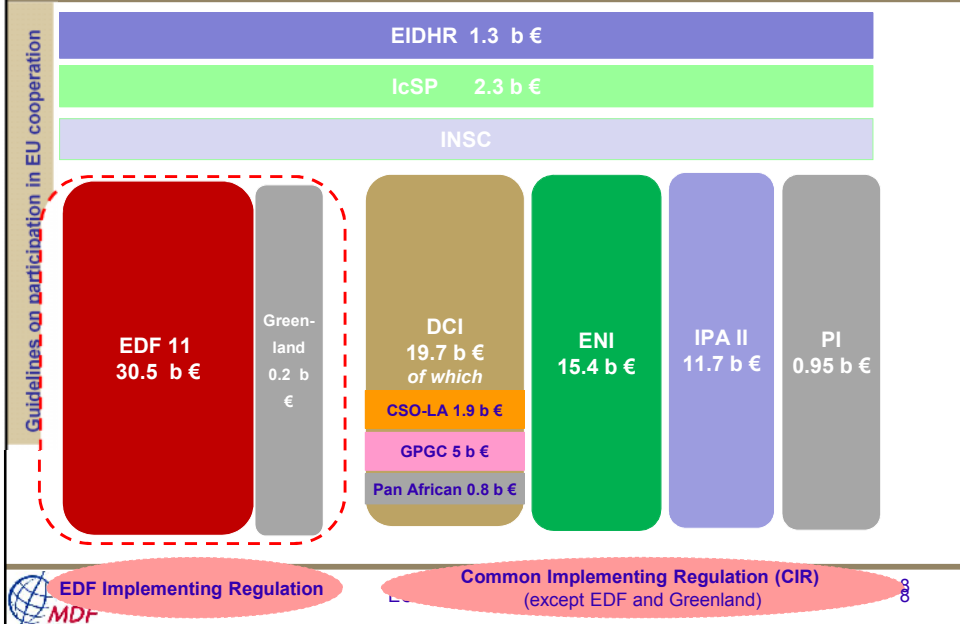 Guidelines on participation in EU cooperation
EIDHR 1.3 b €
IcSP 2.3 b €
INSC
EDF 11
30.5 b €
Green-
land
0.2 b
€
DCI
19.7 b €
of which
CSO-LA 1.9 b €
GPGC 5 b €
Pan African 0.8 b €
ENI
15.4 b €
IPA II
11.7 b €
PI
0.95 b €
EDF Implementing Regulation
Common Implementing Regulation (CIR)
(except EDF and Greenland)
MDF